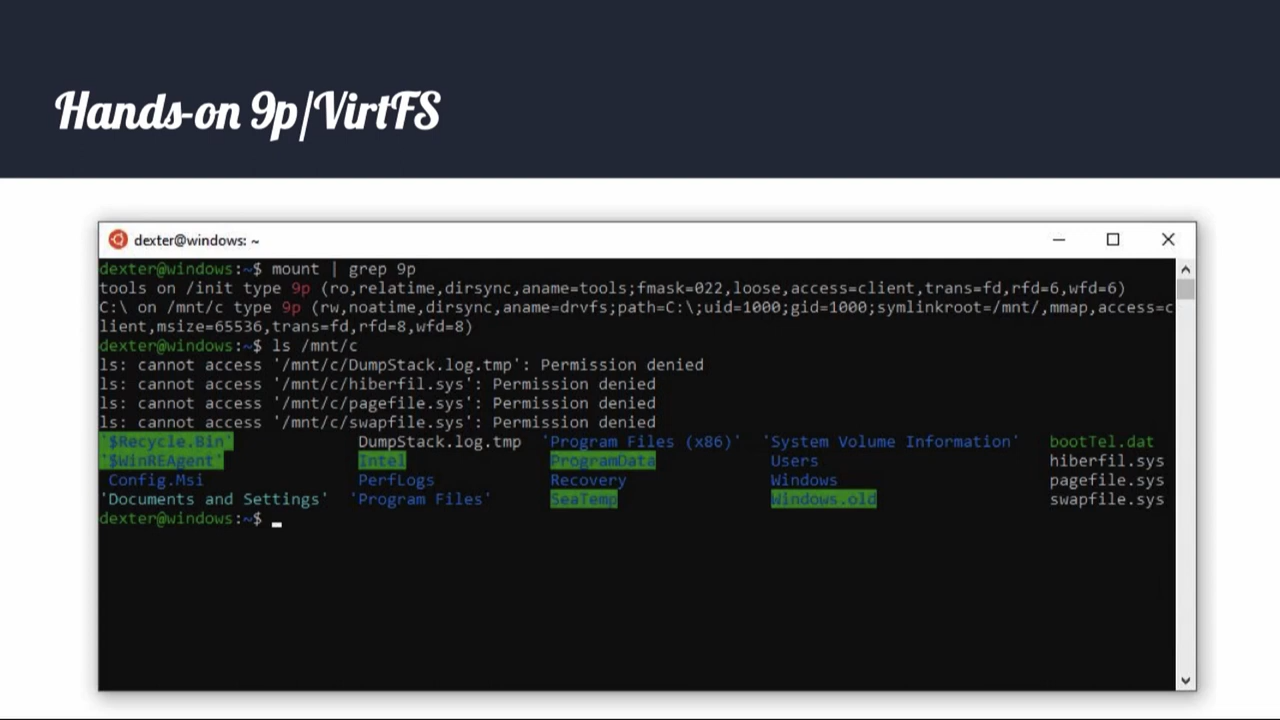 Hands-on 9p/VirtFS
dexter@windows: ~
dexter@windows:~$ mount | grep 9p
tools on /init type 9p (ro,relatime,dirsync,aname=tools;fmask=022,loose,access=client,trans=fd,rfd=6,wfd=6)
C:\ on /mnt/c type 9p (rw,noatime,dirsync,aname=drvfs;path=C:\;uid=1000;gid=1000;symlinkroot=/mnt/,mmap,access=c
lient,msize=65536,trans=fd,rfd=8,wfd=8)
dexter@windows:~$ ls /mnt/c
ls: cannot access '/mnt/c/DumpStack.log.tmp': Permission denied
ls: cannot access '/mnt/c/hiberfil.sys': Permission denied
ls: cannot access '/mnt/c/pagefile.sys': Permission denied
ls: cannot access '/mnt/c/swapfile.sys': Permission denied
'$Recycle.Bin' DumpStack.log.tmp 'Program Files (x86)' 'System Volume Information' bootTel.dat
'$WinREAgent' Intel ProgramData Users hiberfil.sys
Config.Msi PerfLogs Recovery Windows pagefile.sys
'Documents and Settings' 'Program Files' SeaTemp Windows.old swapfile.sys
dexter@windows:~$